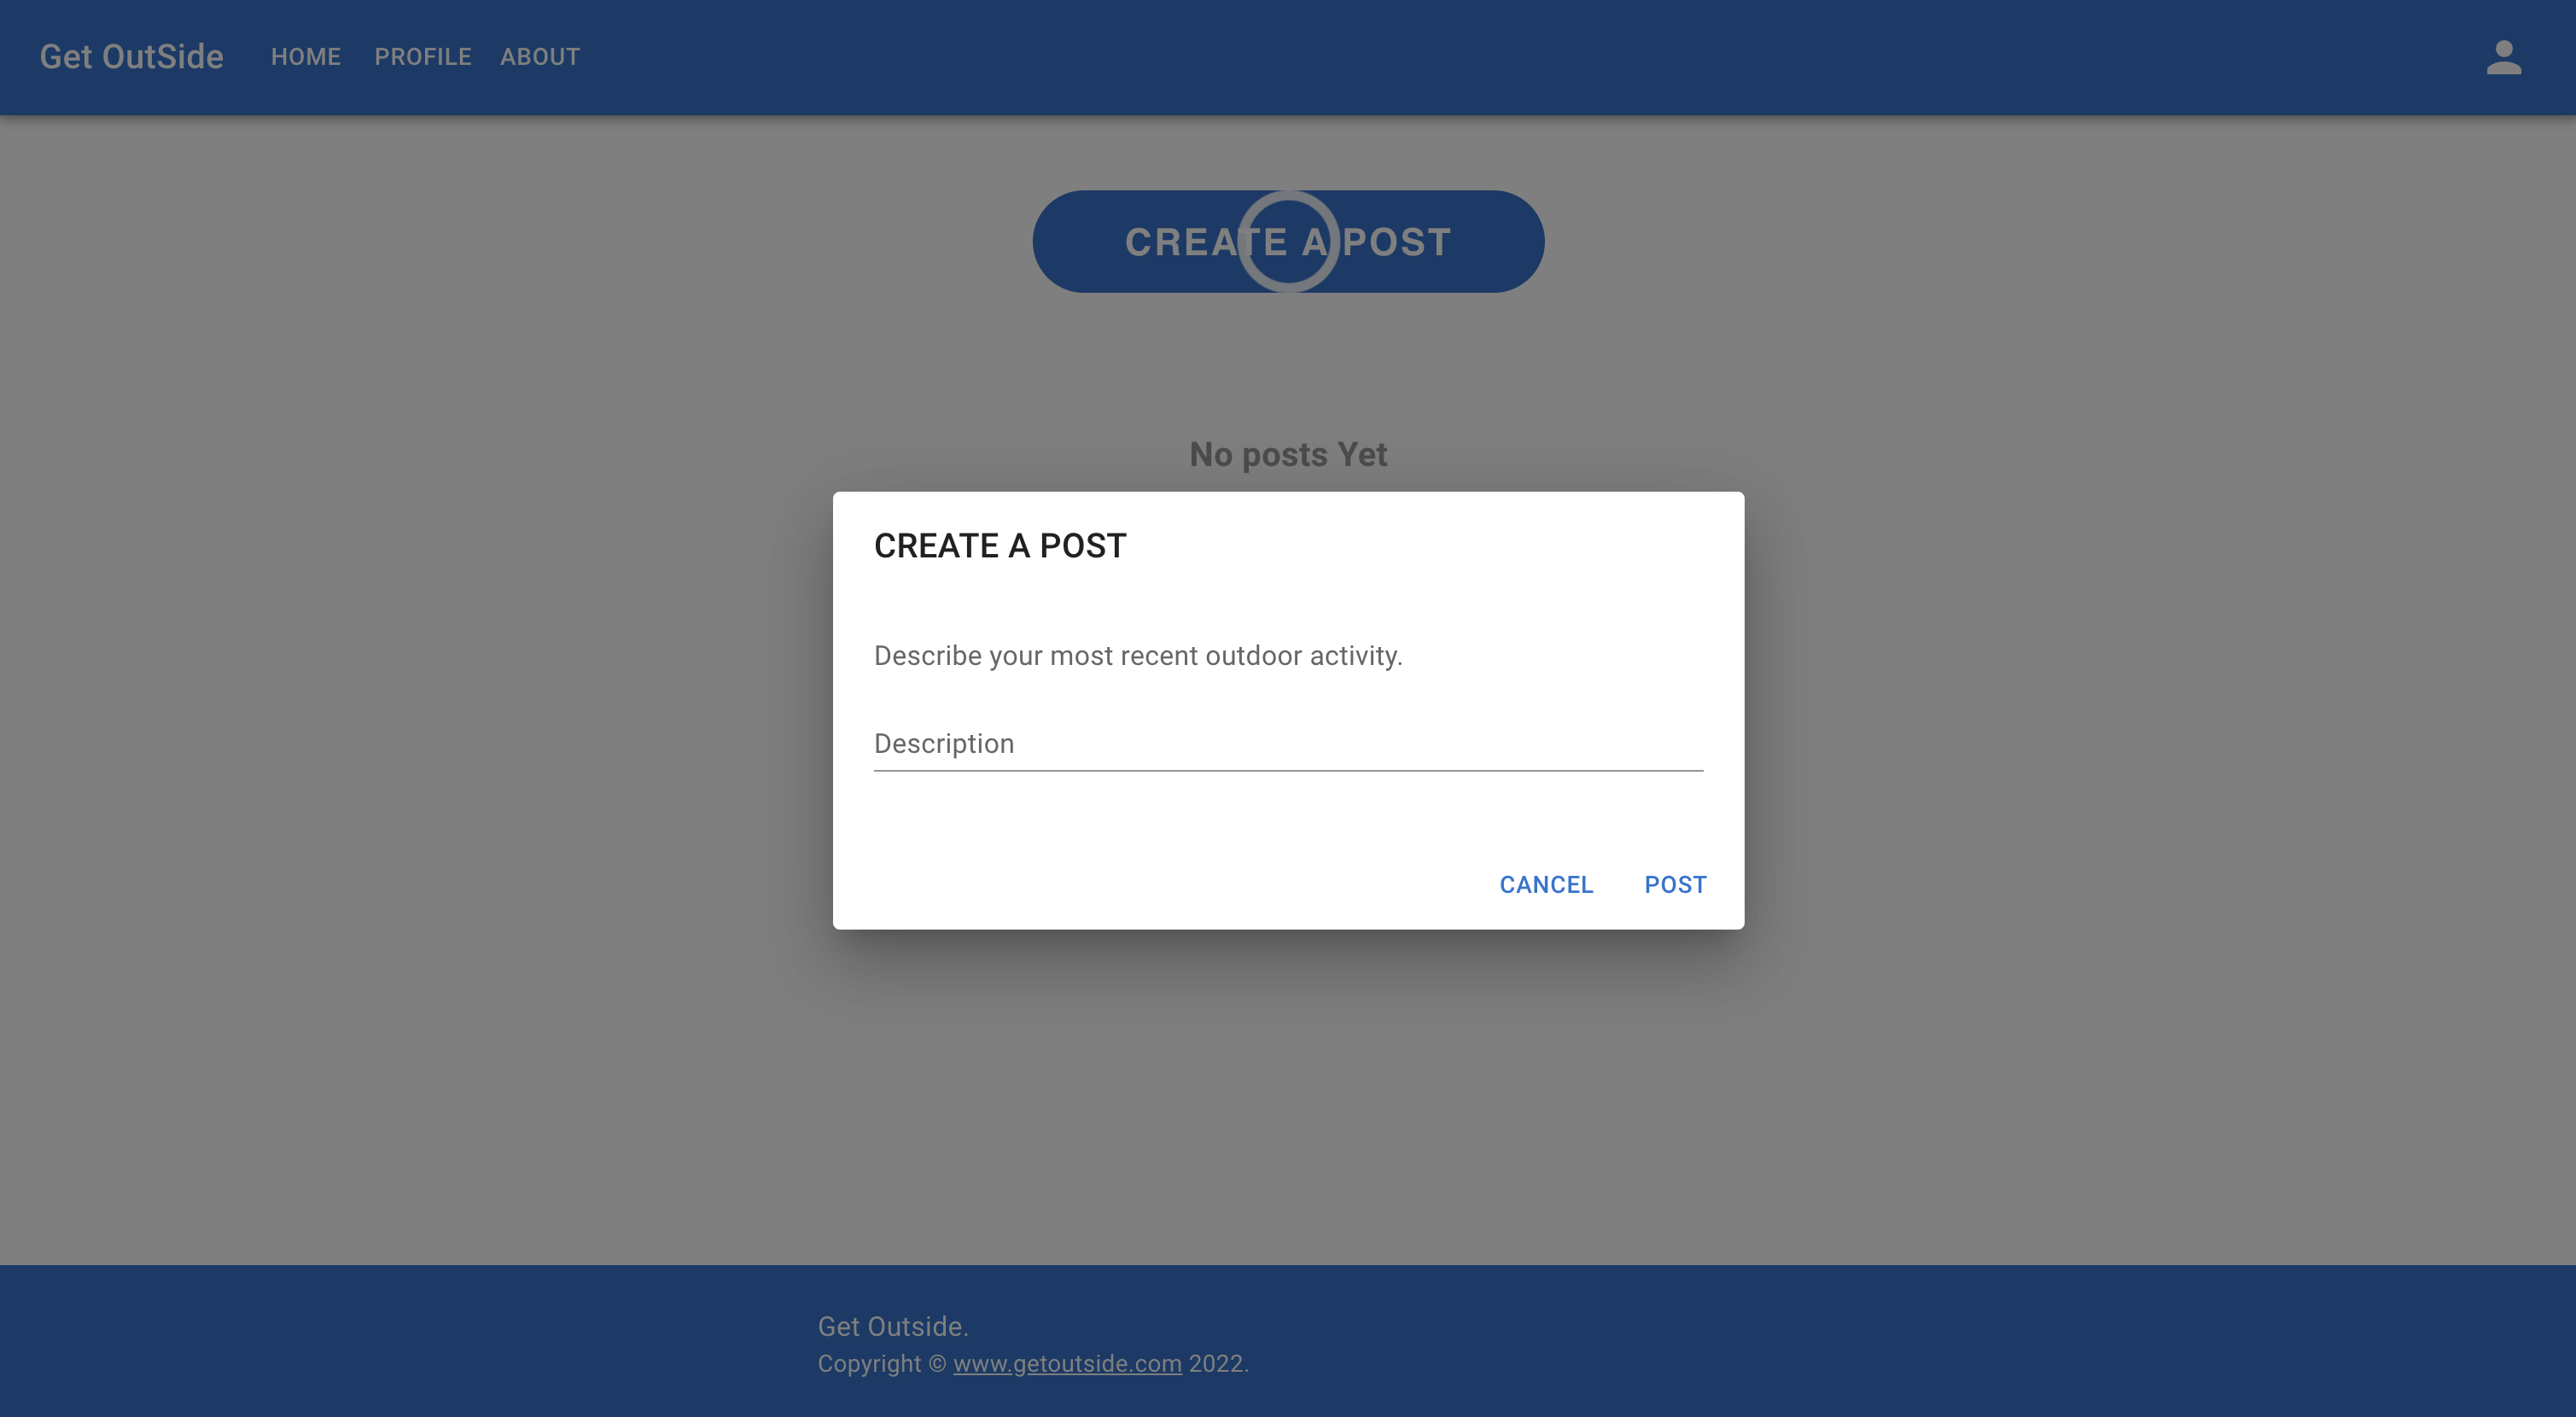 Get OutSide HOME PROFILE ABOUT
CREATE A POST
No posts Yet
CREATE A POST
Describe your most recent outdoor activity.
Description
CANCEL POST
Get Outside.
Copyright © www.getoutside.com 2022.